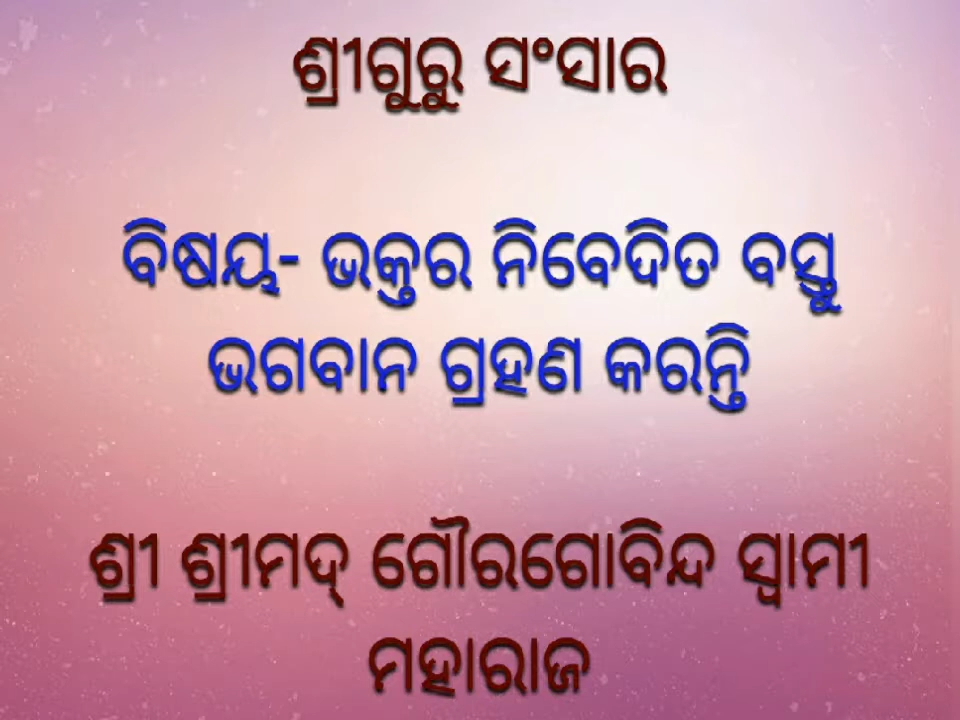 ଶ୍ରୀଗୁରୁ ସଂସାର
ବିଷୟ- ଭକ୍ତର ନିବେଦିତ ବସ୍ତୁ
ଭଗବାନ ଗ୍ରହଣ କରନ୍ତି
ଶ୍ରୀ ଶ୍ରୀମଦ୍ ଗୌରଗୋବିନ୍ଦ ସ୍ୱାମୀ
ମହାରାଜ